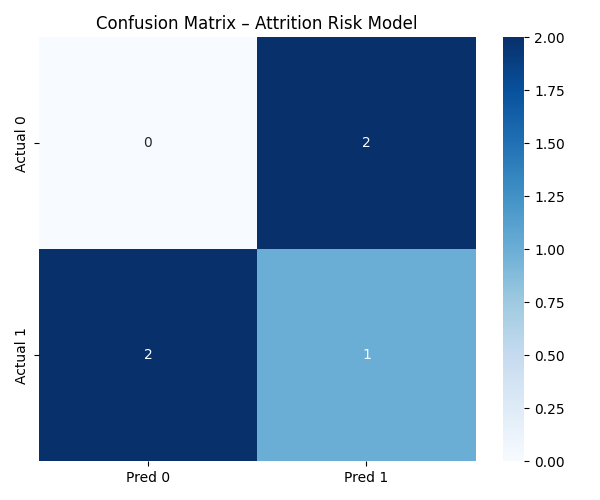 Confusion Matrix – Attrition Risk Model
Actual 0
0
2
Actual 1
2
1
Pred 0
Pred 1
2.00
1.75
1.50
1.25
1.00
0.75
0.50
0.25
0.00